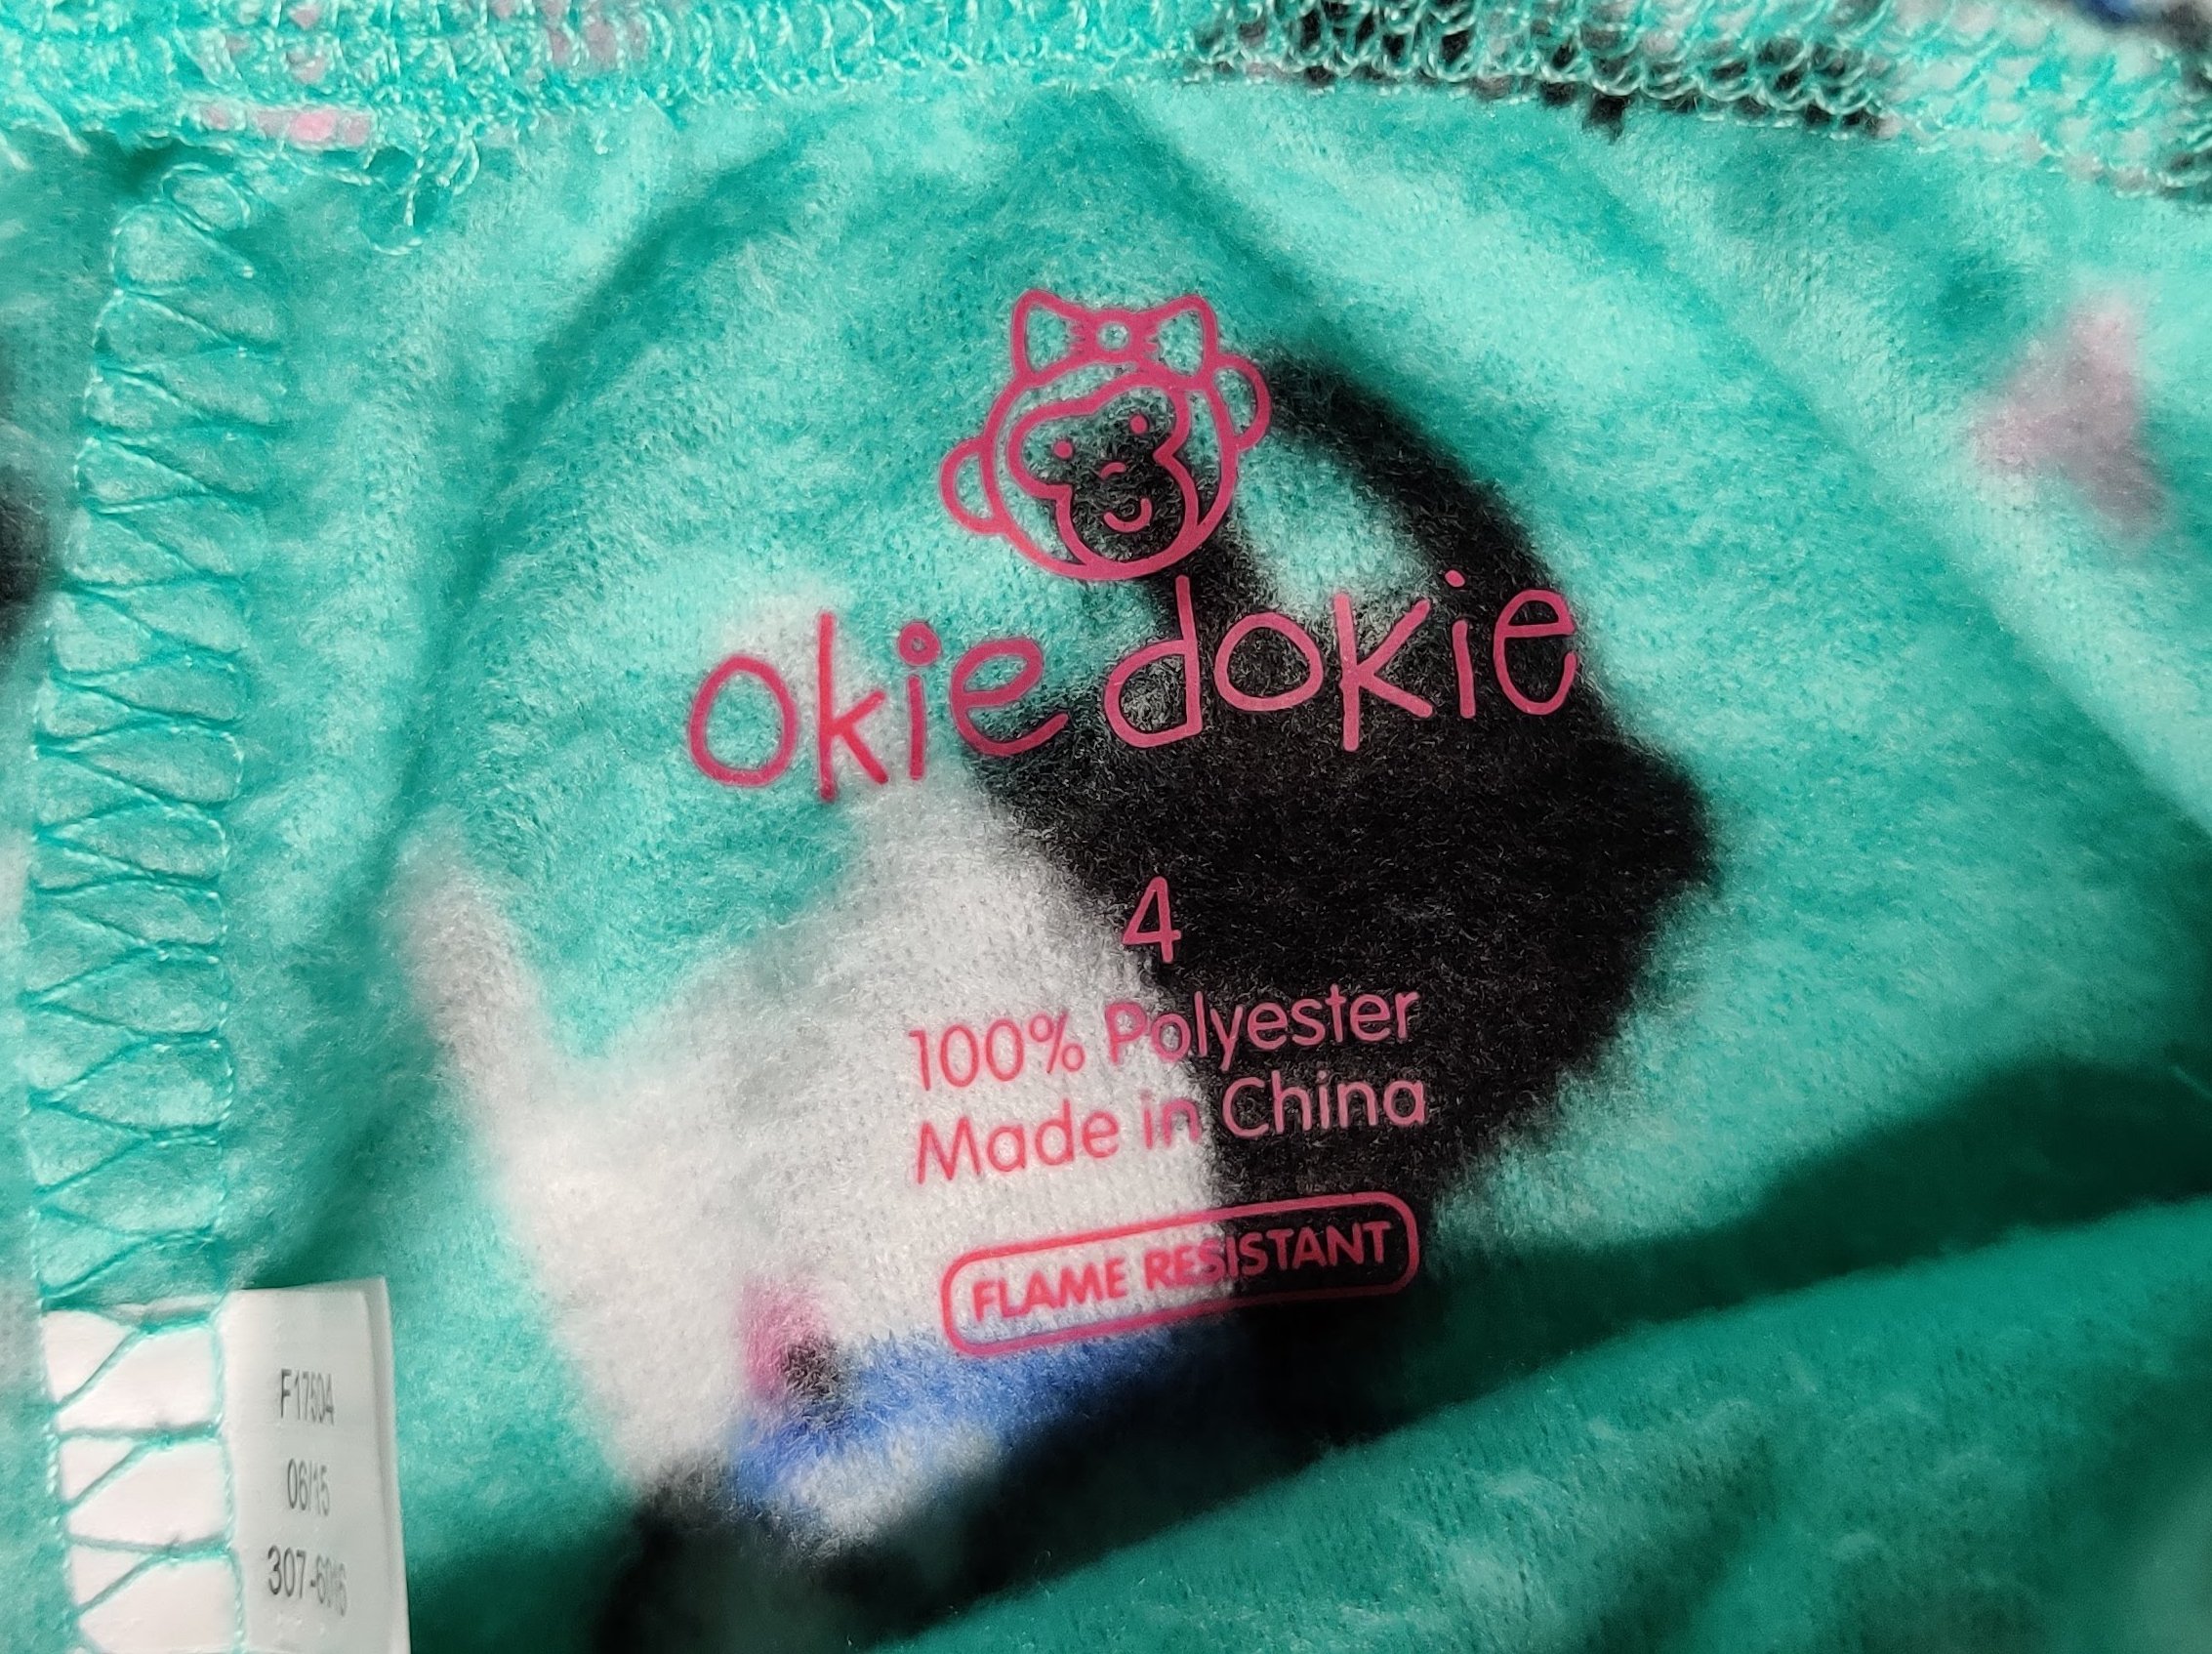 okie dokie
4
100% Polyester
Made in China
FLAME RESISTANT
F17504
06/15